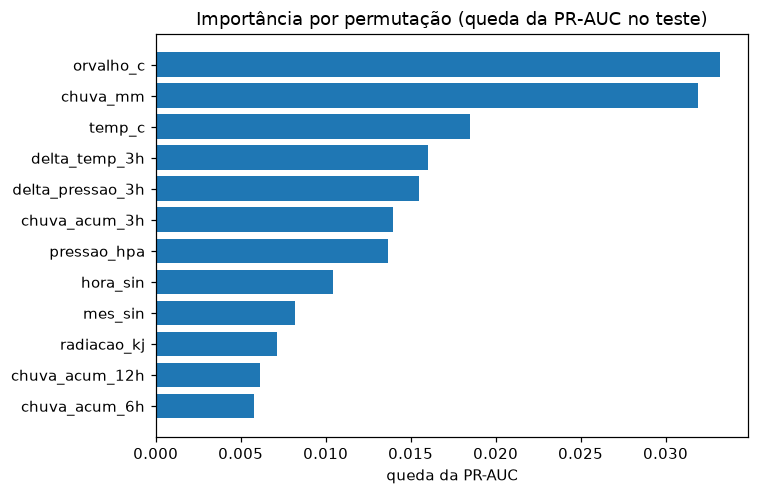 Importância por permutação (queda da PR-AUC no teste)
orvalho_c
chuva_mm
temp_c
delta_temp_3h
delta_pressao_3h
chuva_acum_3h
pressao_hpa
hora_sin
mes_sin
radiacao_kj
chuva_acum_12h
chuva_acum_6h
0.000 0.005 0.010 0.015 0.020 0.025 0.030
queda da PR-AUC